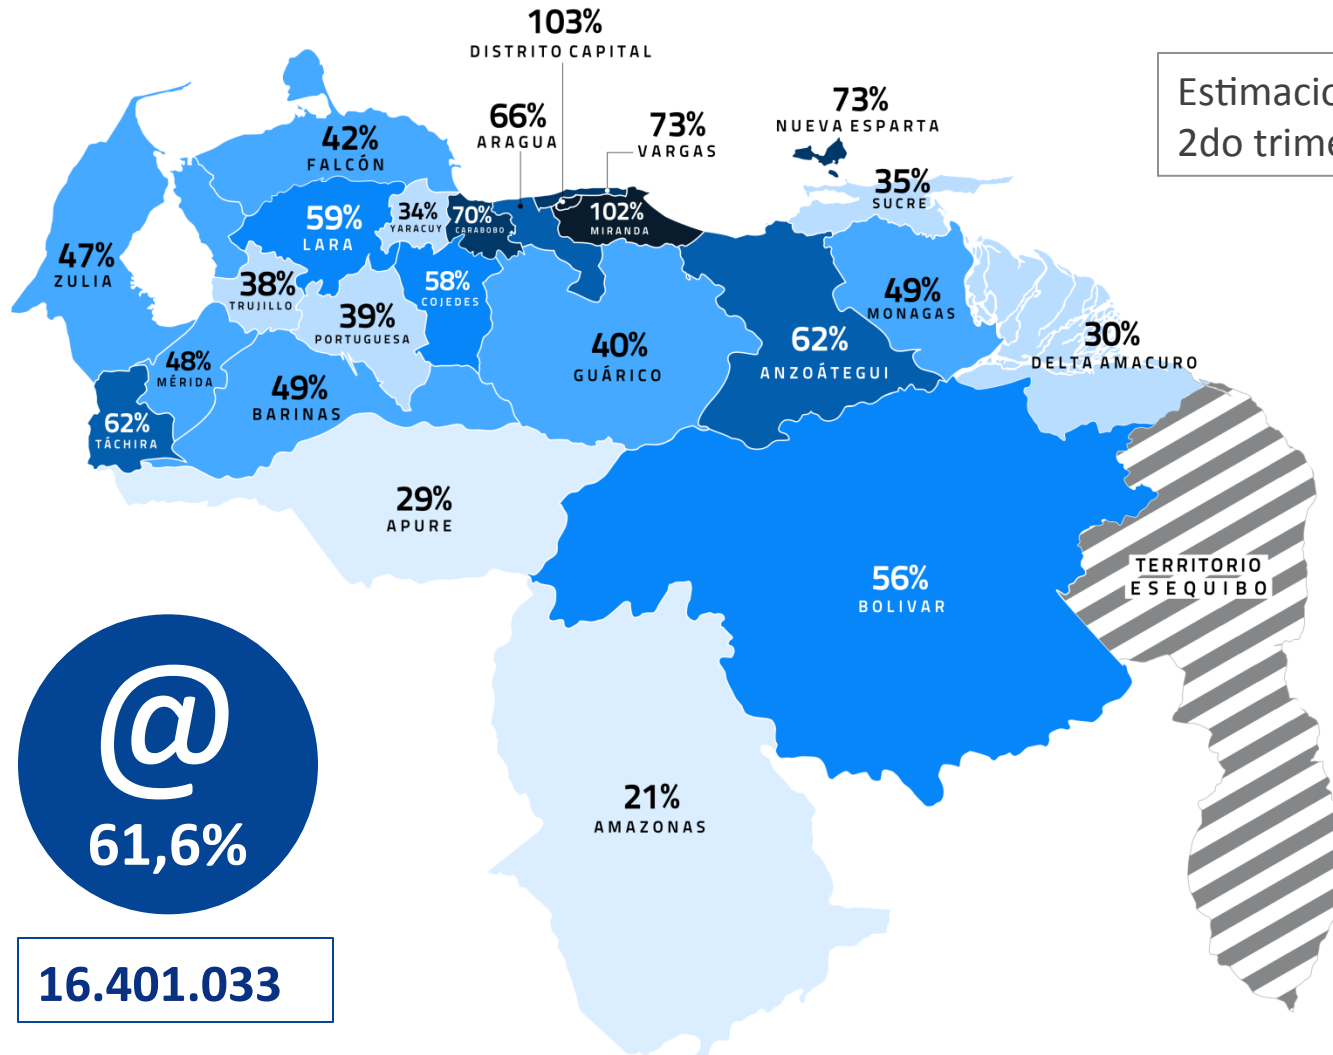 103%
DISTRITO CAPITAL
66%
ARAGUA
73%
VARGAS
73%
NUEVA ESPARTA
42%
FALCÓN
35%
SUCRE
59%
LARA
34%
YARACUY
70%
CARABOBO
102%
MIRANDA
47%
ZULIA
38%
TRUJILLO
39%
PORTUGUESA
58%
COJEDES
40%
GUÁRICO
62%
ANZOÁTEGUI
49%
MONAGAS
30%
DELTA AMACURO
48%
MÉRIDA
49%
BARINAS
62%
TÁCHIRA
29%
APURE
56%
BOLIVAR
TERRITORIO
ESEQUIBO
21%
AMAZONAS
@
61,6%
16.401.033
2do